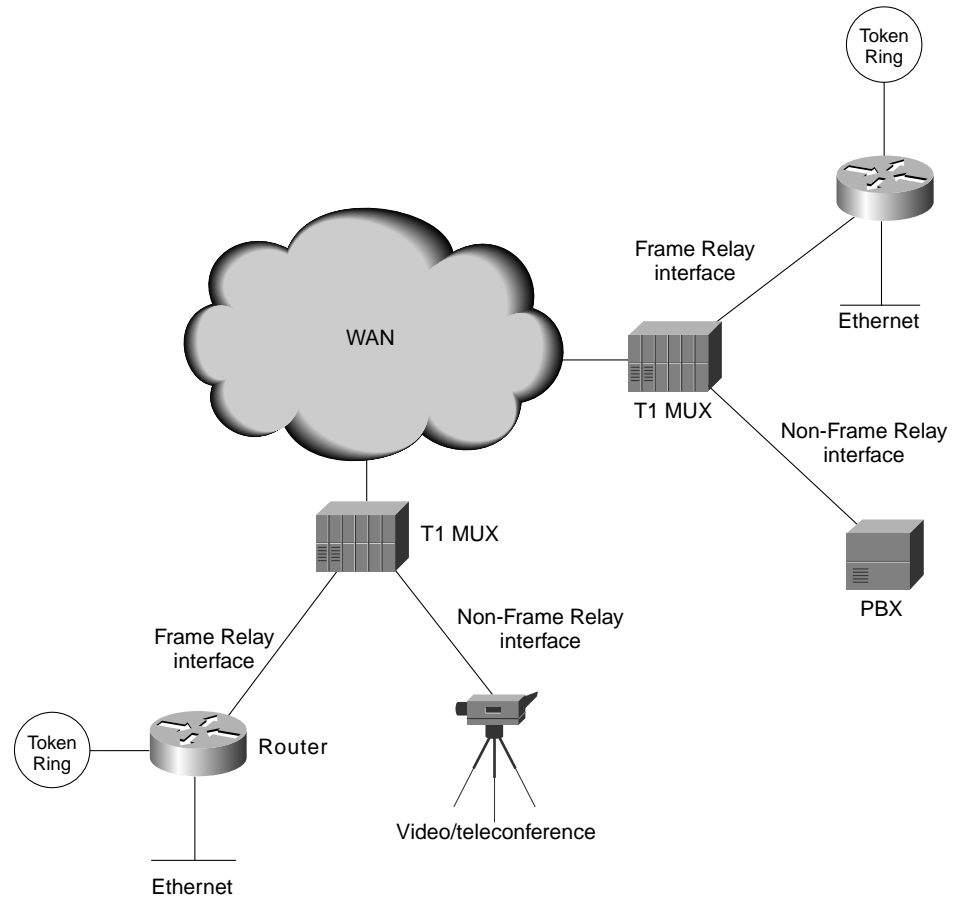 Token
Ring
Frame Relay
interface
Ethernet
WAN
T1 MUX
Non-Frame Relay
interface
T1 MUX
PBX
Non-Frame Relay
interface
Frame Relay
interface
Token
Ring
Router
Video/teleconference
Ethernet